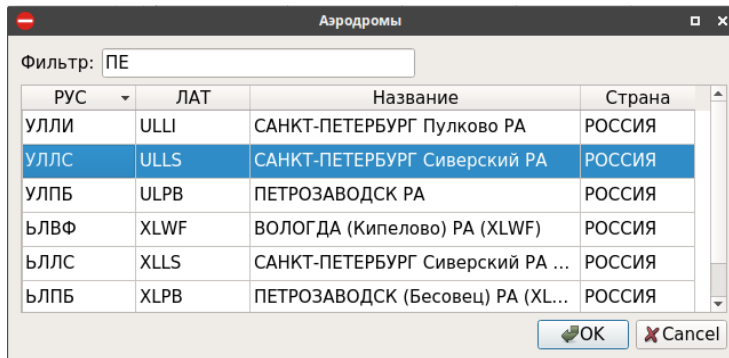 Аэродромы
Фильтр: ПЕ
РУС ЛАТ Название Страна
УЛЛИ ULLI САНКТ-ПЕТЕРБУРГ Пулково РА РОССИЯ
УЛЛС ULLS САНКТ-ПЕТЕРБУРГ Сиверский РА РОССИЯ
УЛПБ ULPB ПЕТРОЗАВОДСК РА РОССИЯ
ЬЛВФ XLWF ВОЛОГДА (Кипелово) РА (XLWF) РОССИЯ
ЬЛЛС XLLS САНКТ-ПЕТЕРБУРГ Сиверский РА ... РОССИЯ
ЬЛПБ XLPB ПЕТРОЗАВОДСК (Бесовец) РА (XL... РОССИЯ
OK Cancel